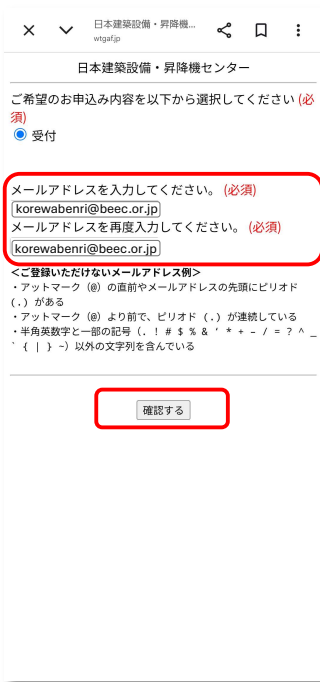 日本建築設備・昇降機...
wtgaf.jp
日本建築設備・昇降機センター
ご希望のお申込み内容を以下から選択してください (必
須)
受付
メールアドレスを入力してください。 (必須)
korewabenri@beec.or.jp
メールアドレスを再度入力してください。 (必須)
korewabenri@beec.or.jp
＜ご登録いただけないメールアドレス例＞
・アットマーク（@）の直前やメールアドレスの先頭にピリオド
(.) がある
・アットマーク（@）より前で、ピリオド (.) が連続している
・半角英数字と一部の記号（. ! # $ % & ‘ * + – / = ? ^ _
` { | } ~）以外の文字列を含んでいる
確認する